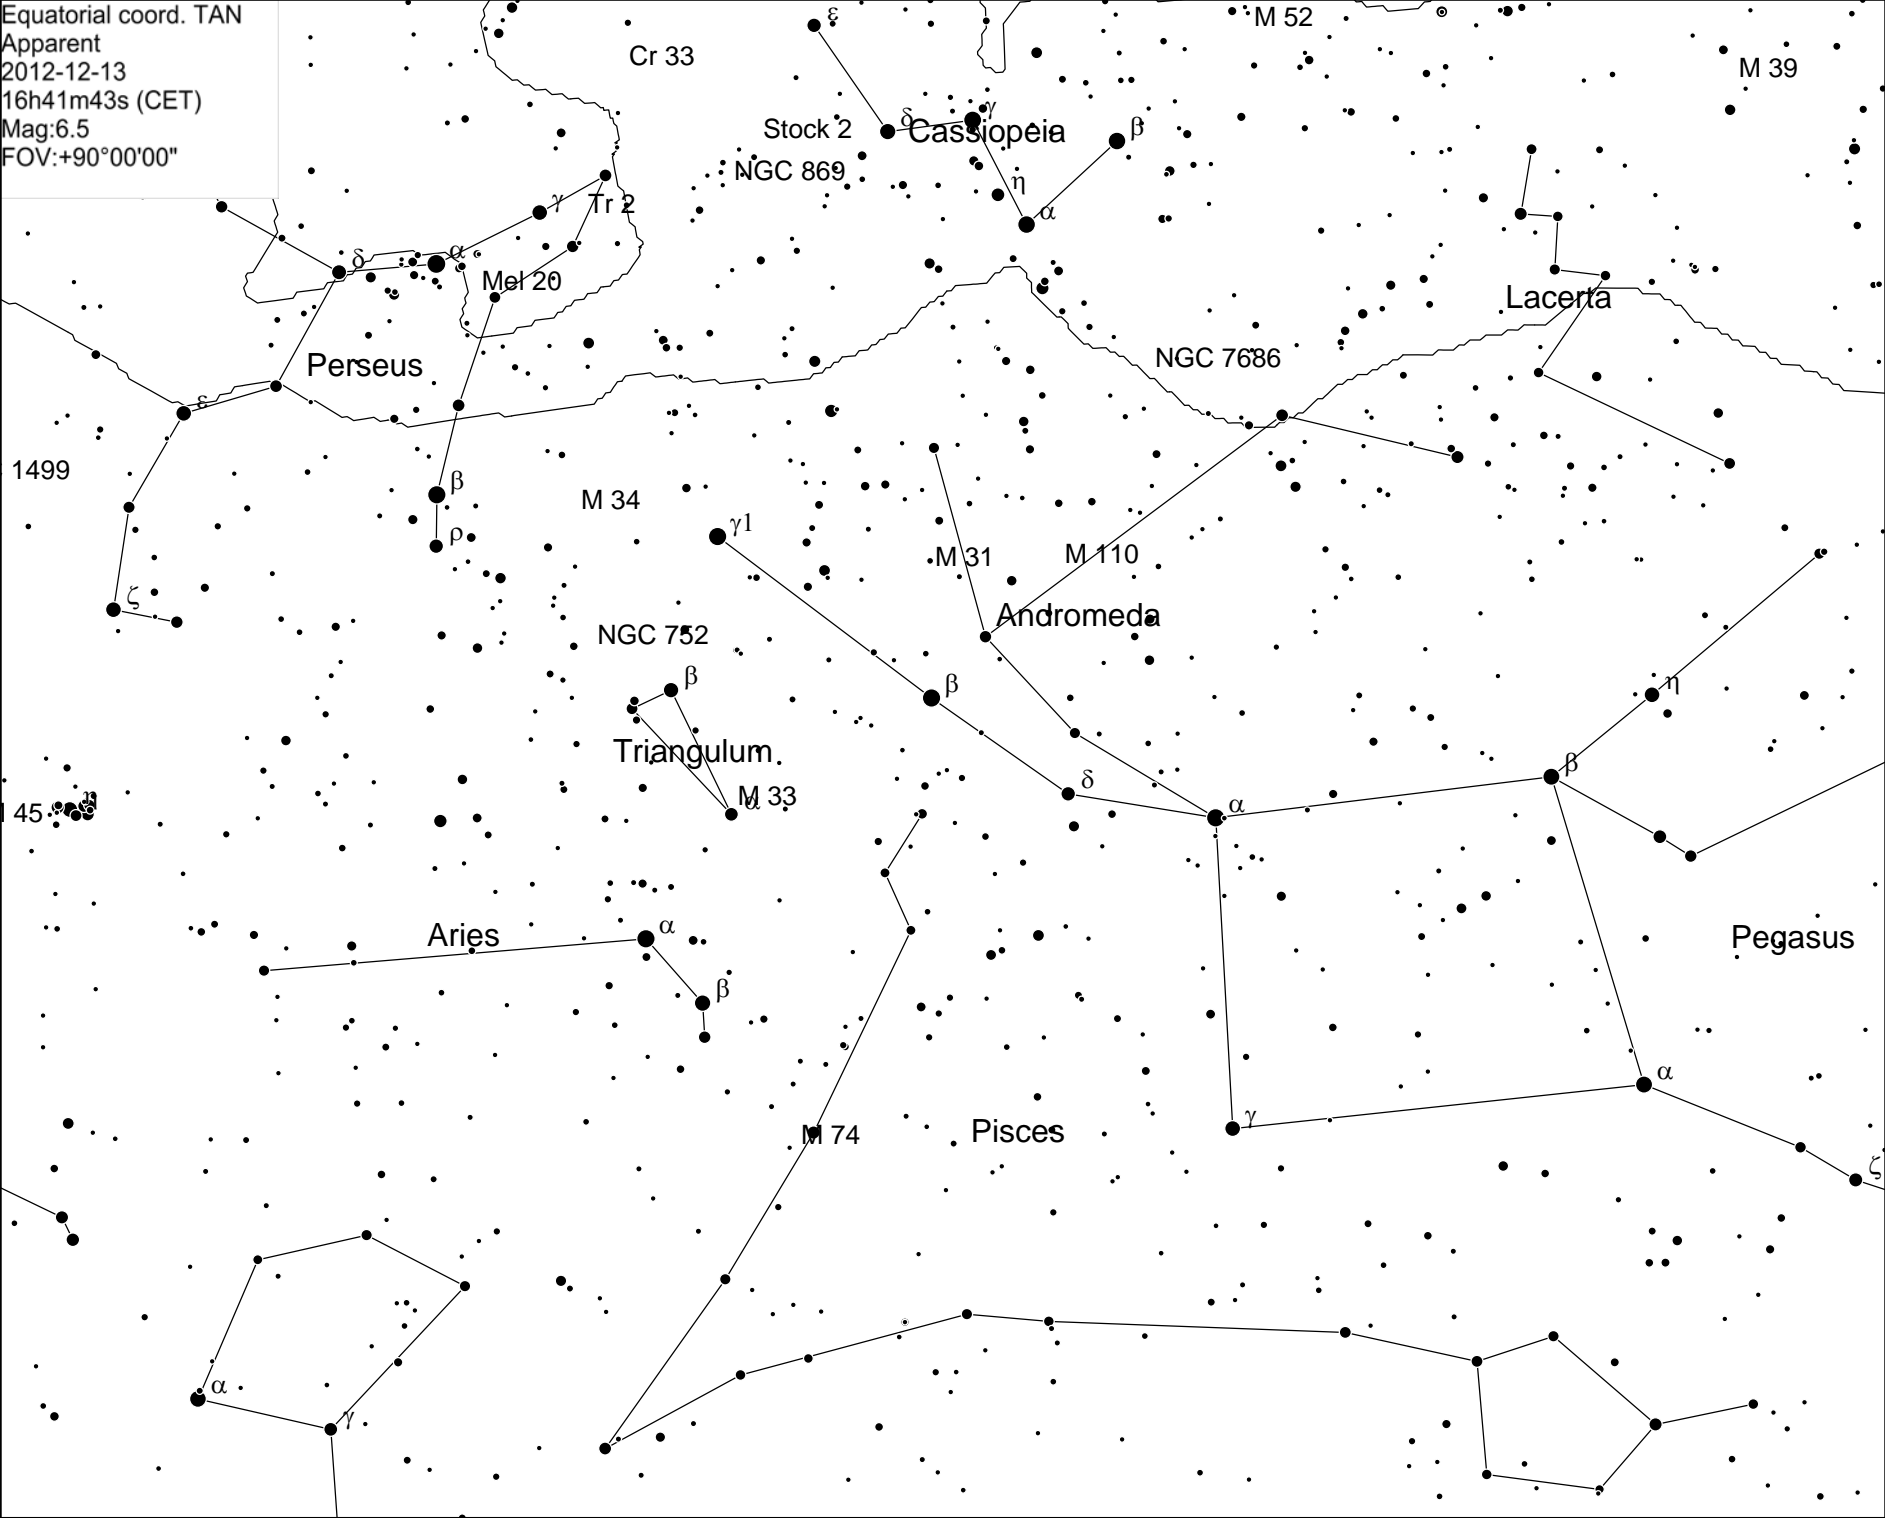 Equatorial coord. TAN
Apparent
2012-12-13
16h41m43s (CET)
Mag:6.5
FOV:+90°00'00"
ε
M 52
Cr 33
M 39
γ
δ
Stock 2
Cassiopeia
β
NGC 869
η
γ
Tr 2
α
δ
α
Mel 20
Lacerta
Perseus
NGC 7686
ε
1499
β
M 34
γ1
ρ
M 31
M 110
ζ
Andromeda
NGC 752
β
β
η
Triangulum
β
δ
M 33
α
α
η
45
Aries
α
Pegasus
β
α
γ
M 74
Pisces
ζ
α
γ